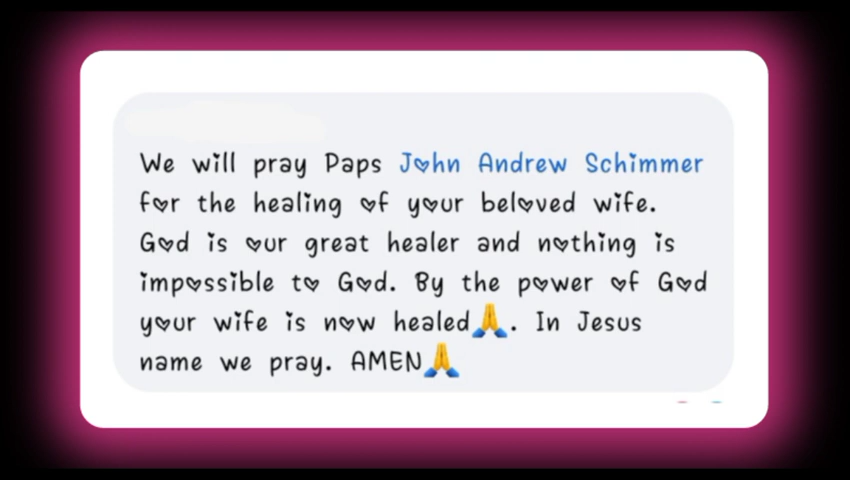 We will pray Paps John Andrew Schimmer
for the healing of your beloved wife.
God is our great healer and nothing is
impossible to God. By the power of God
your wife is now healed🙏. In Jesus
name we pray. AMEN🙏